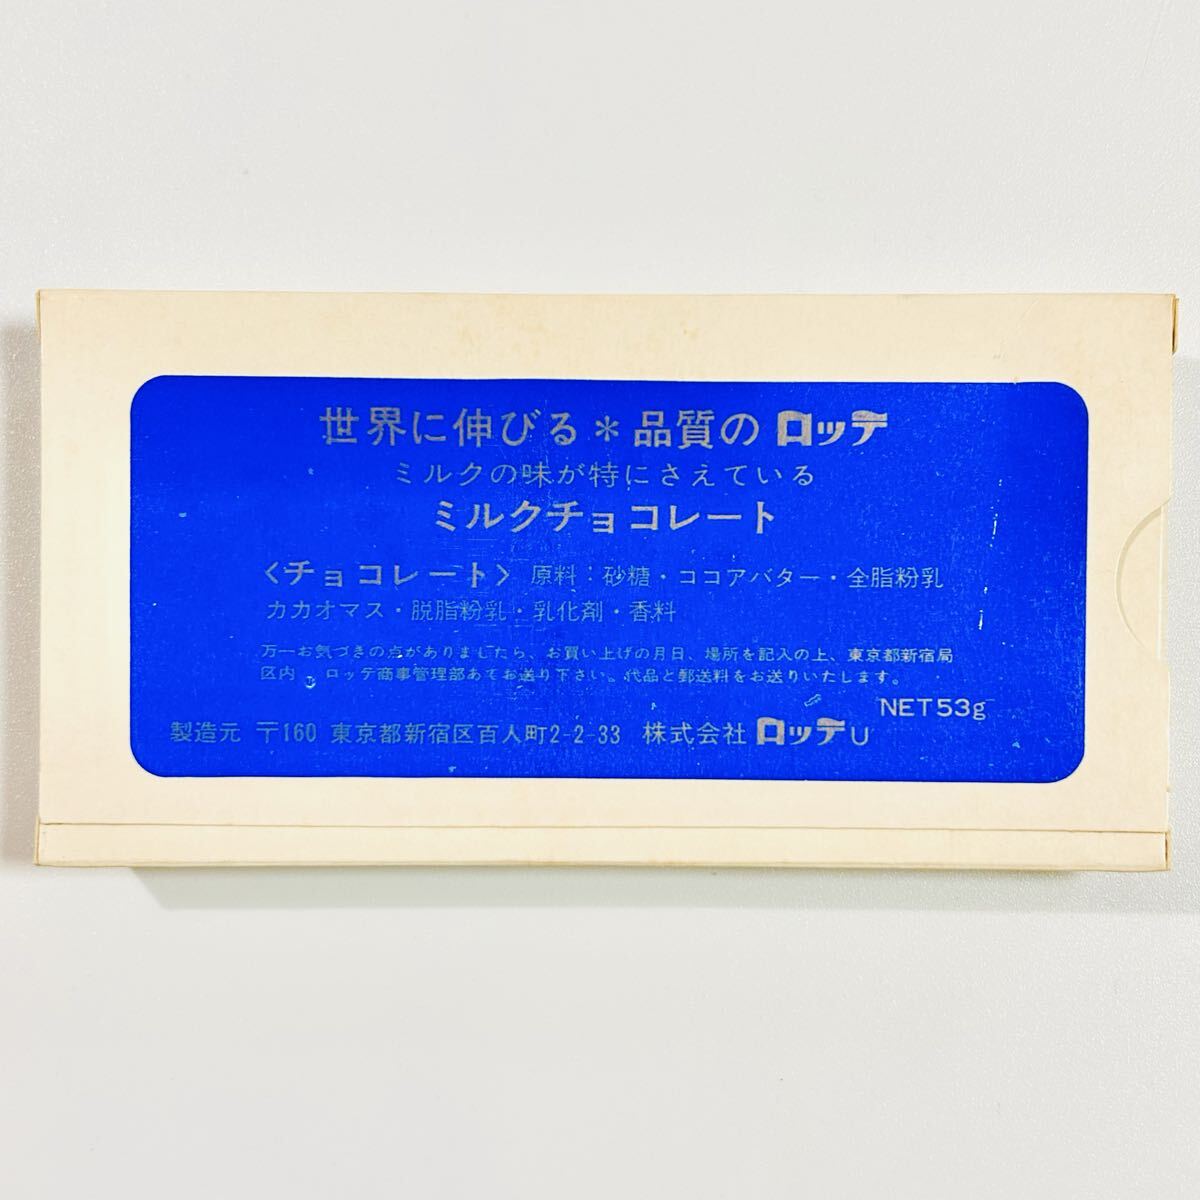 世界に伸びる＊品質のロッテ
ミルクの味が特にさえている
ミルクチョコレート
〈チョコレート〉原料：砂糖・ココアバター・全脂粉乳
カカオマス・脱脂粉乳・乳化剤・香料
万一お気づきの点がありましたら、お買い上げの月日、場所を記入の上、東京都新宿局
区内、ロッテ商事管理部あてお送り下さい。代品と郵送料をお送りいたします。
NET53g
製造元 〒160 東京都新宿区百人町2-2-33 株式会社ロッテU